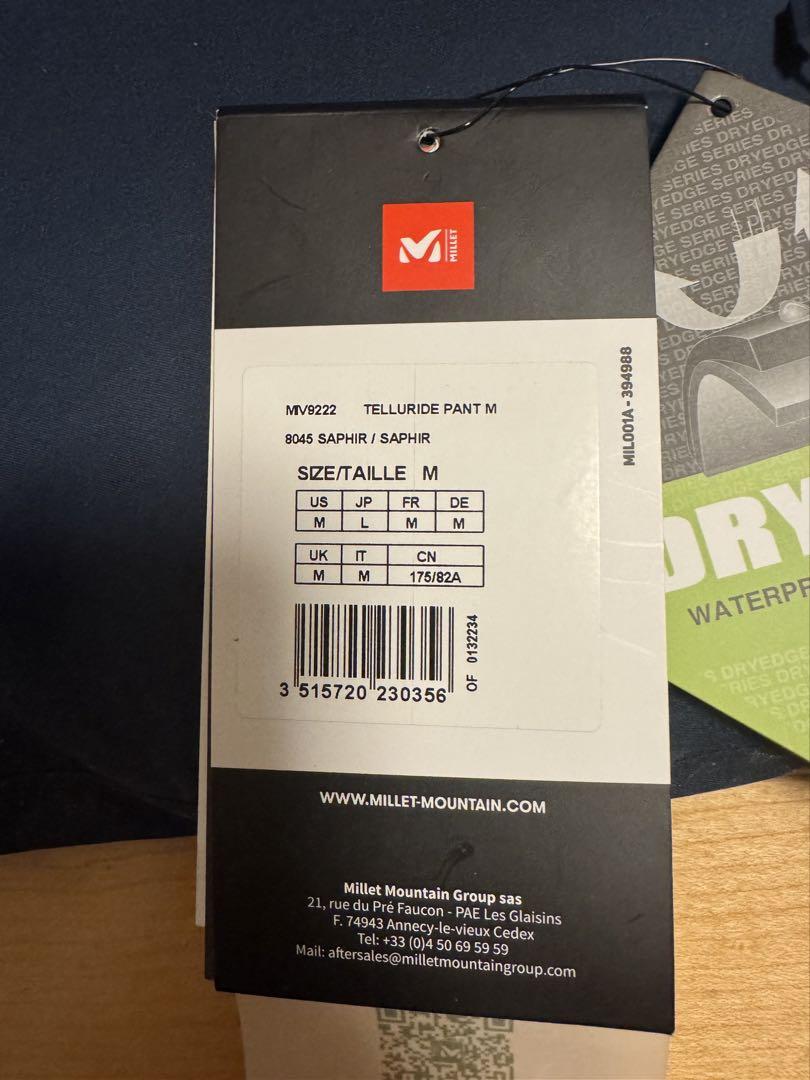 MILLET
MIV9222 TELLURIDE PANT M
8045 SAPHIR / SAPHIR
SIZE/TAILLE M
US JP FR DE
M L M M
UK IT CN
M M 175/82A
3 515720 230356
OF 0132234
MIL001A - 394988
WWW.MILLET-MOUNTAIN.COM
Millet Mountain Group sas
21, rue du Pré Faucon - PAE Les Glaisins
F. 74943 Annecy-le-vieux Cedex
Tel: +33 (0)4 50 69 59 59
Mail: aftersales@milletmountaingroup.com
SERIES
SERIES DRYED
SERIES DRYEDGE
DRY
WATERPR
DRYEDGE